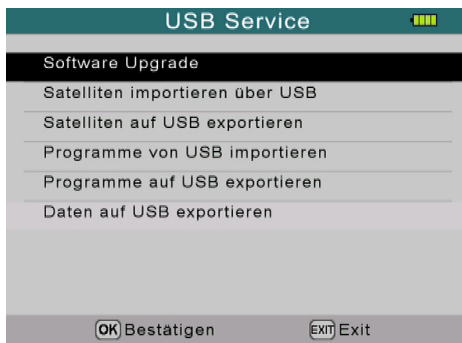 USB Service
Software Upgrade
Satelliten importieren über USB
Satelliten auf USB exportieren
Programme von USB importieren
Programme auf USB exportieren
Daten auf USB exportieren
OK Bestätigen EXIT Exit